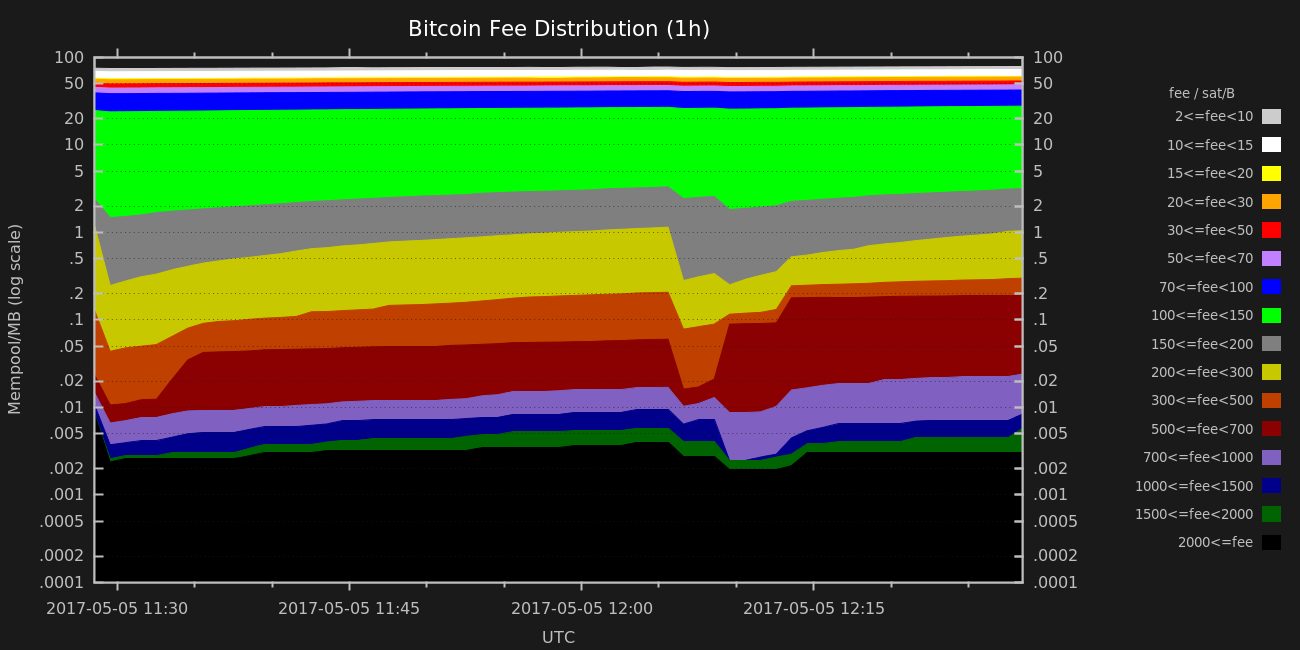 Bitcoin Fee Distribution (1h)
Mempool/MB (log scale)
100
50
20
10
5
2
1
.5
.2
.1
.05
.02
.01
.005
.002
.001
.0005
.0002
.0001
100
50
20
10
5
2
1
.5
.2
.1
.05
.02
.01
.005
.002
.001
.0005
.0002
.0001
2017-05-05 11:30
2017-05-05 11:45
2017-05-05 12:00
2017-05-05 12:15
UTC
fee / sat/B
2<=fee<10
10<=fee<15
15<=fee<20
20<=fee<30
30<=fee<50
50<=fee<70
70<=fee<100
100<=fee<150
150<=fee<200
200<=fee<300
300<=fee<500
500<=fee<700
700<=fee<1000
1000<=fee<1500
1500<=fee<2000
2000<=fee